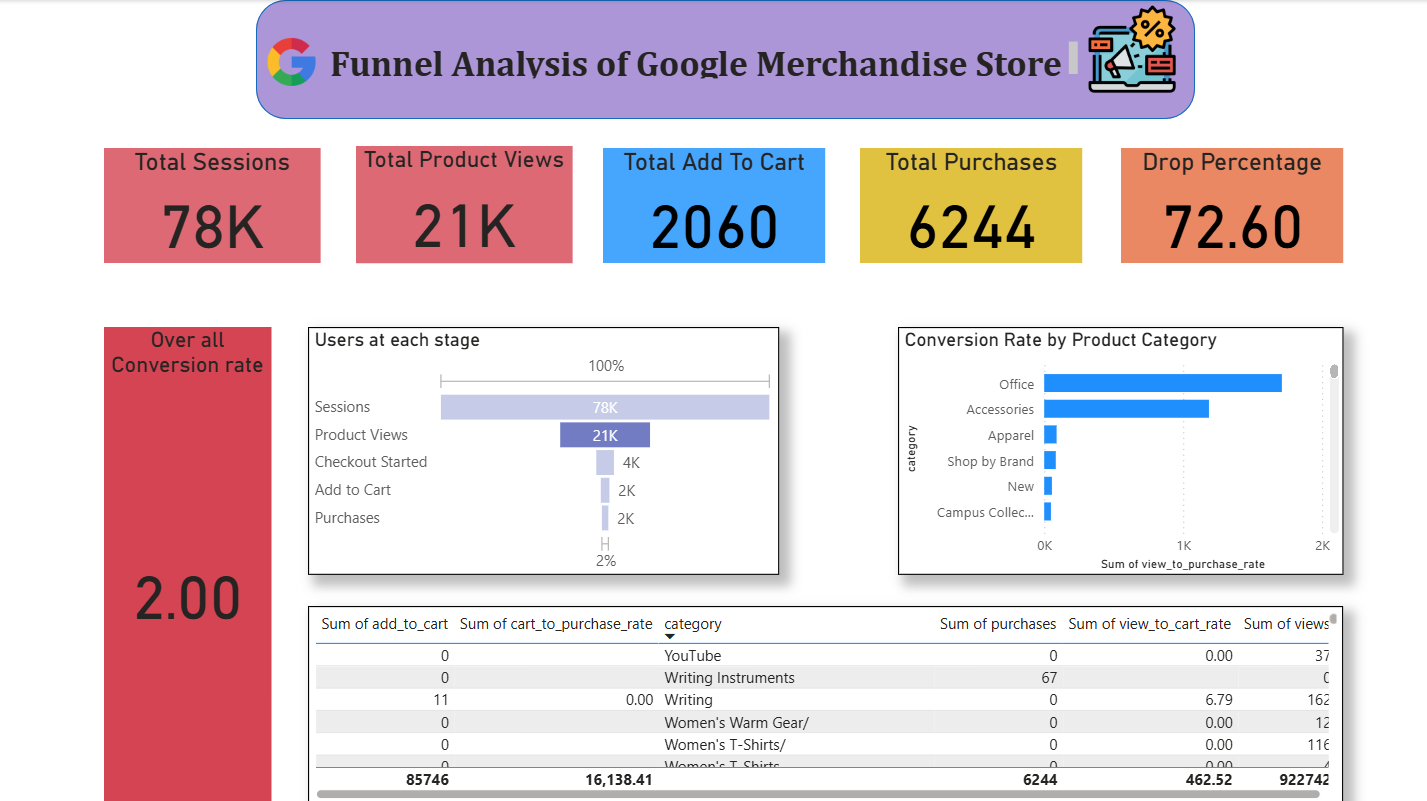 Funnel Analysis of Google Merchandise Store
%
Total Sessions
78K
Total Product Views
21K
Total Add To Cart
2060
Total Purchases
6244
Drop Percentage
72.60
Over all
Conversion rate
2.00
Users at each stage
100%
Sessions 78K
Product Views 21K
Checkout Started 4K
Add to Cart 2K
Purchases 2K
2%
Conversion Rate by Product Category
category
Office
Accessories
Apparel
Shop by Brand
New
Campus Collec...
0K 1K 2K
Sum of view_to_purchase_rate
Sum of add_to_cart Sum of cart_to_purchase_rate category Sum of purchases Sum of view_to_cart_rate Sum of views
0 YouTube 0 0.00 37
0 Writing Instruments 67 0
11 0.00 Writing 0 6.79 162
0 Women's Warm Gear/ 0 0.00 12
0 Women's T-Shirts/ 0 0.00 116
0 Women's T-Shirts 0 0.00
85746 16,138.41 6244 462.52 922742